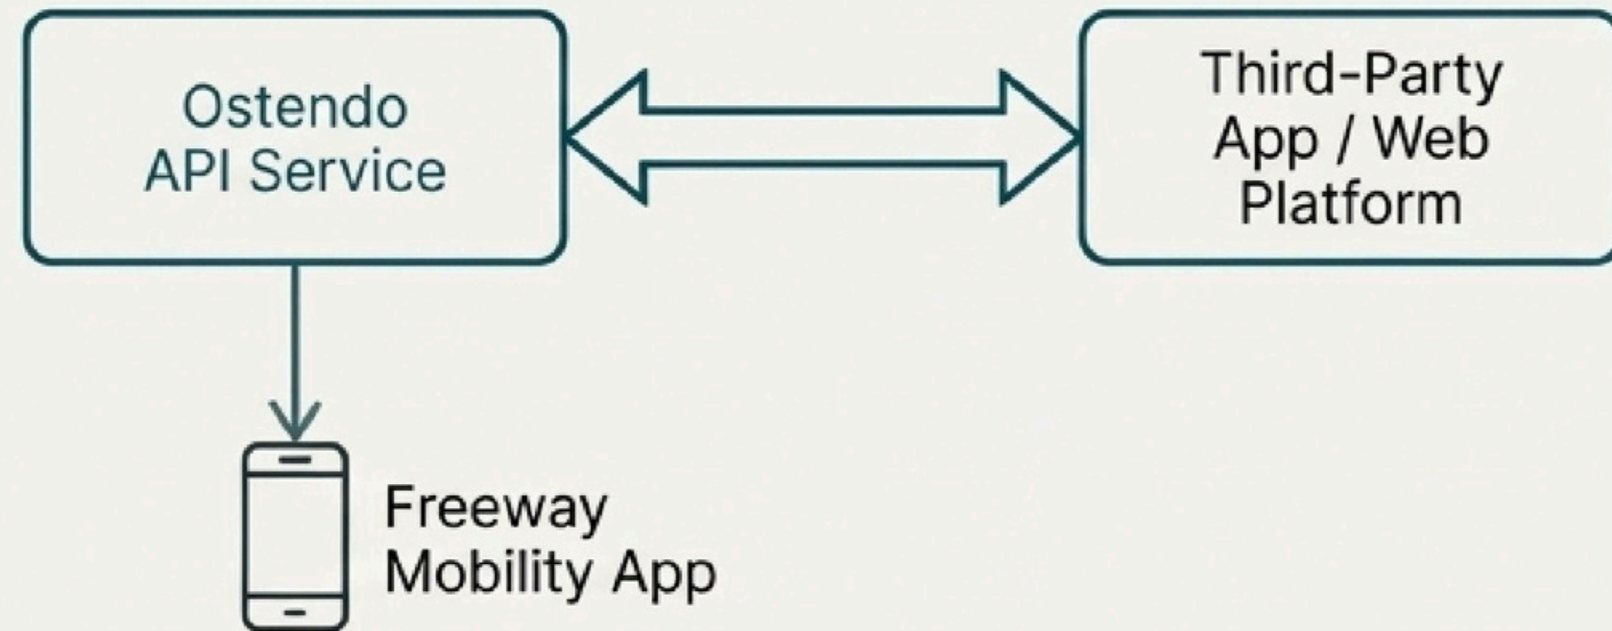 Ostendo
API Service
Third-Party
App / Web
Platform
Freeway
Mobility App